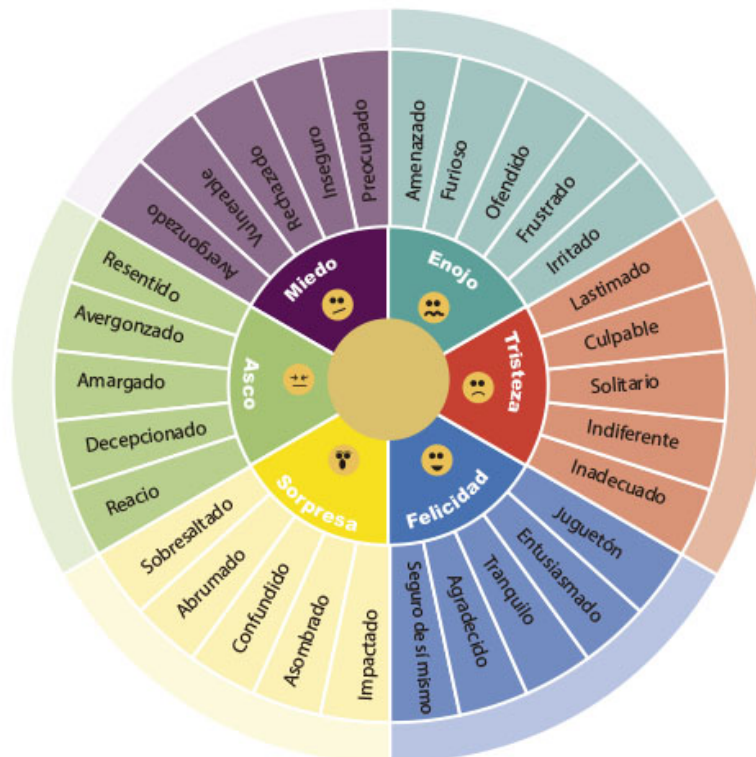 Miedo
Avergonzado
Vulnerable
Rechazado
Inseguro
Preocupado
Enojo
Amenazado
Furioso
Ofendido
Frustrado
Irritado
Tristeza
Lastimado
Culpable
Solitario
Indiferente
Inadecuado
Felicidad
Juguetón
Entusiasmado
Tranquilo
Agradecido
Seguro de sí mismo
Sorpresa
Impactado
Asombrado
Confundido
Abrumado
Sobresaltado
Asco
Reacio
Decepcionado
Amargado
Avergonzado
Resentido